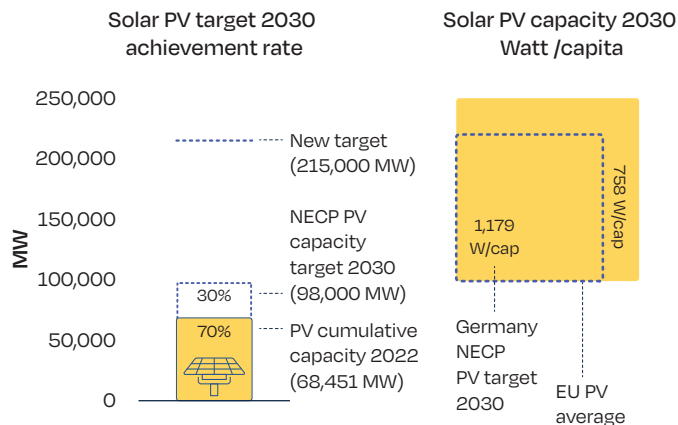 Solar PV target 2030
achievement rate
250,000
200,000
150,000
100,000
50,000
0
MW
New target
(215,000 MW)
NECP PV
capacity
target 2030
(98,000 MW)
30%
70%
PV cumulative
capacity 2022
(68,451 MW)
Solar PV capacity 2030
Watt /capita
758 W/cap
1,179
W/cap
Germany
NECP
PV target
2030
EU PV
average